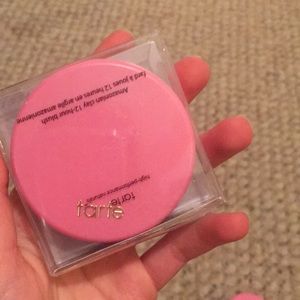 Amazonian clay 12-hour blush
fard à joues 12 heures en argile amazonienne
tarte
high-performance naturals
tarte